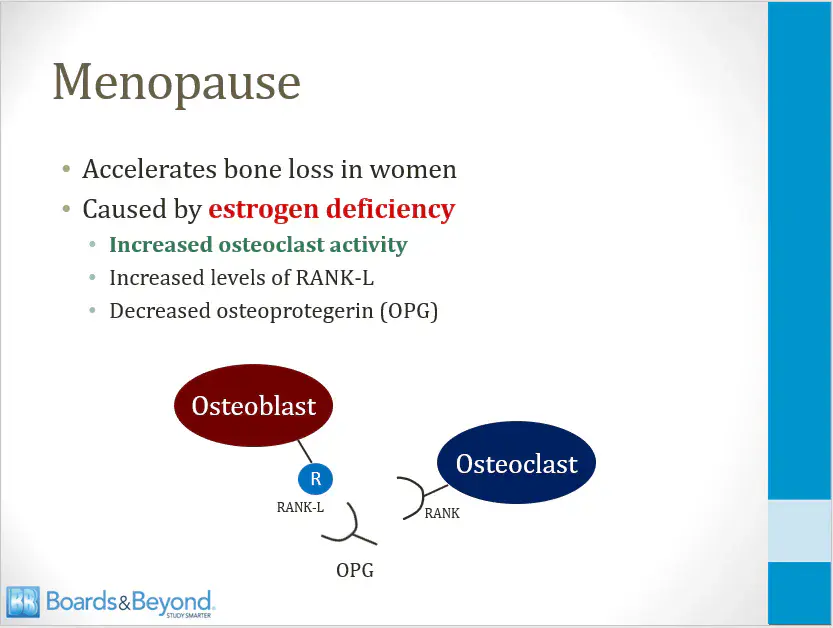 Menopause
• Accelerates bone loss in women
• Caused by estrogen deficiency
• Increased osteoclast activity
• Increased levels of RANK-L
• Decreased osteoprotegerin (OPG)
Osteoblast
Osteoclast
R
RANK-L
RANK
OPG
BB Boards&Beyond.
STUDY SMARTER